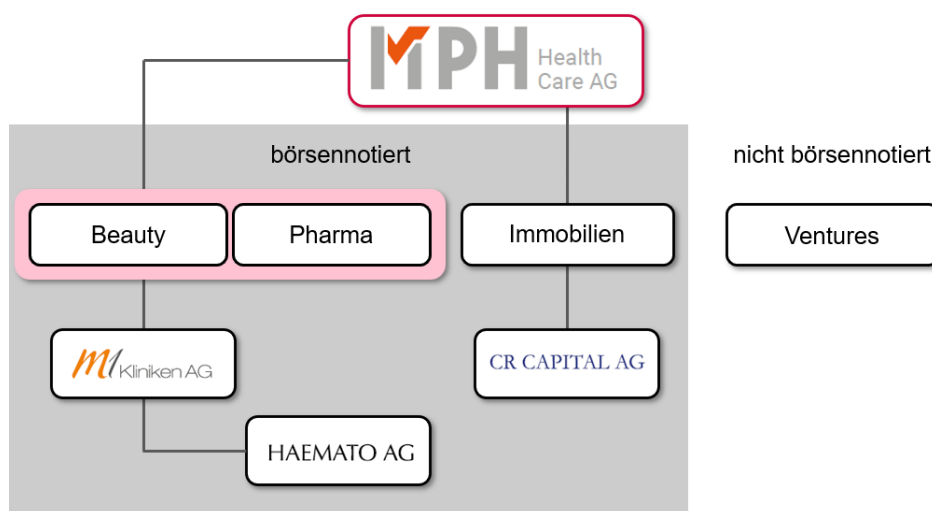 MPH Health
Care AG
börsennotiert
nicht börsennotiert
Beauty
Pharma
Immobilien
Ventures
M1 Kliniken AG
CR CAPITAL AG
HAEMATO AG